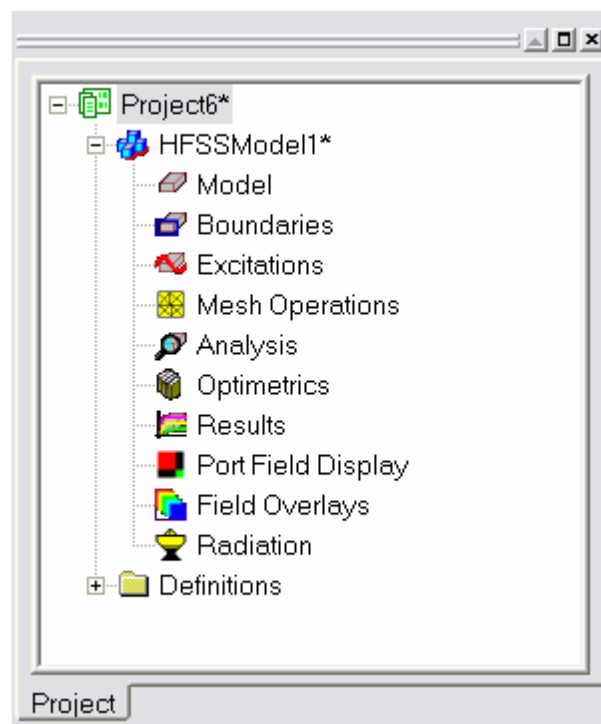 Project6*
HFSSModel1*
Model
Boundaries
Excitations
Mesh Operations
Analysis
Optimetrics
Results
Port Field Display
Field Overlays
Radiation
Definitions
Project